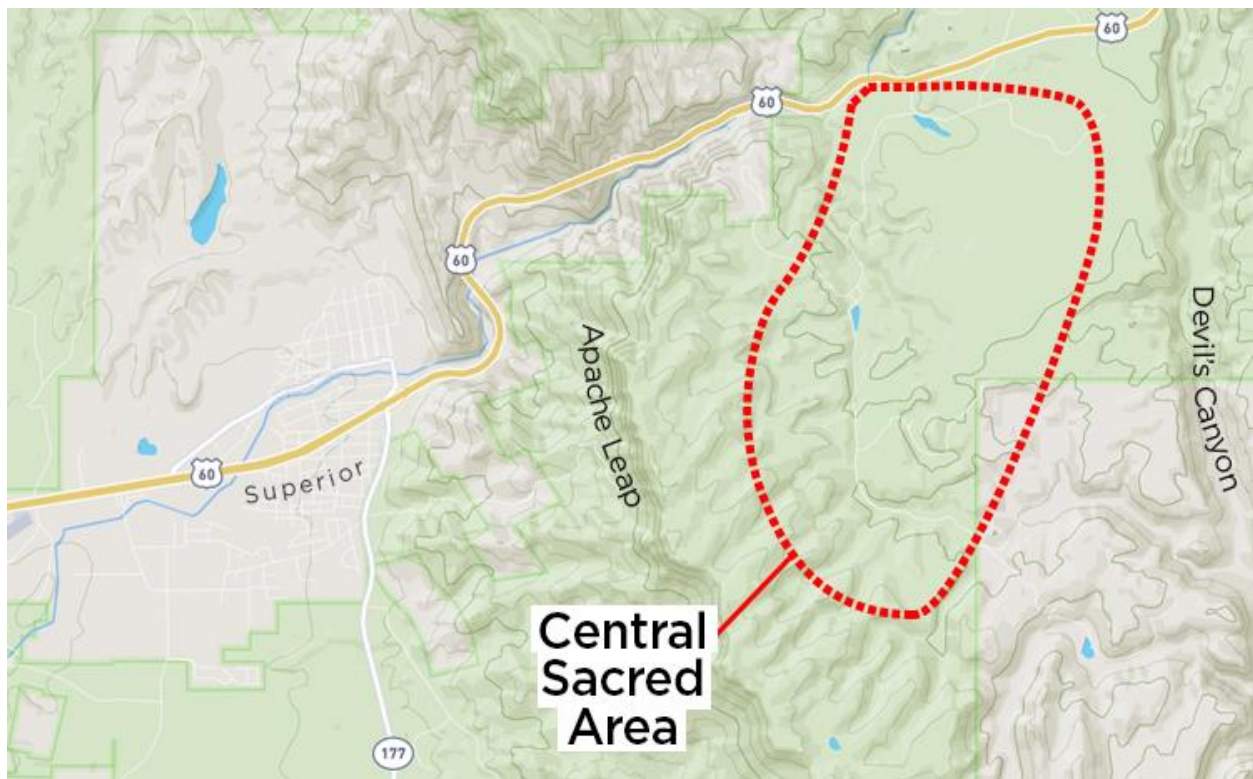 60
60
60
60
Superior
Apache Leap
Devil's Canyon
Central
Sacred
Area
177